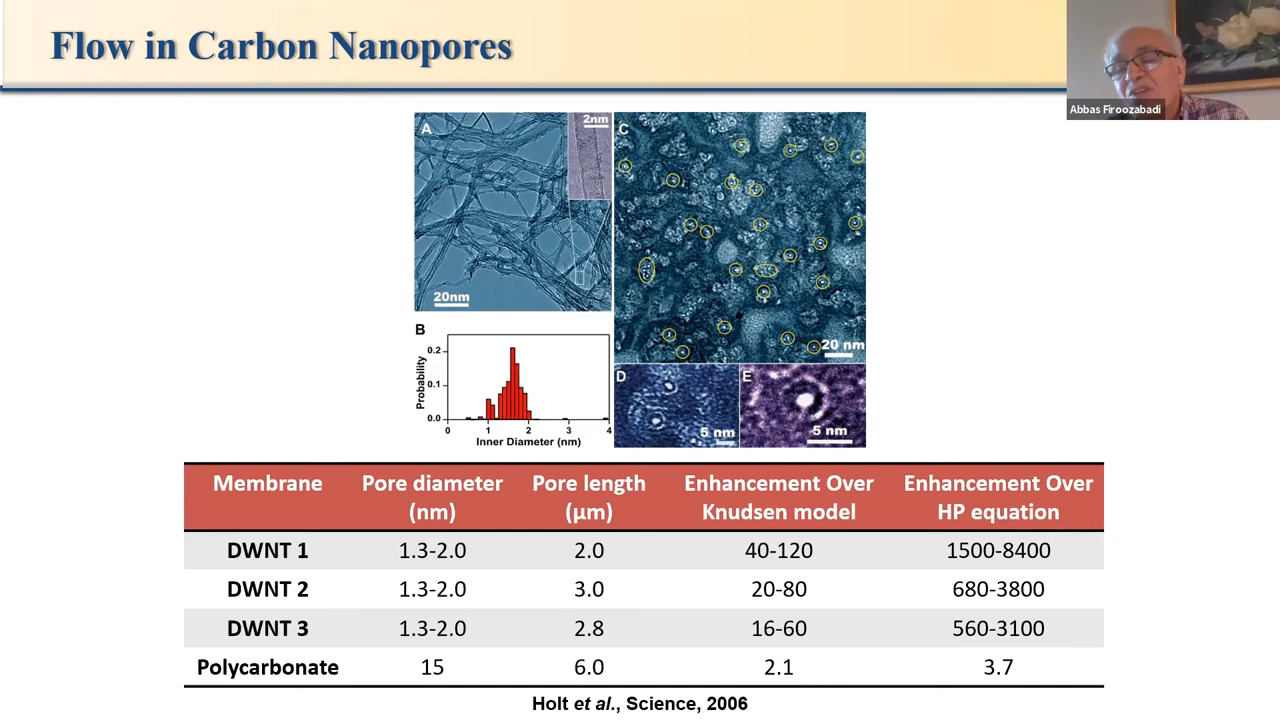 Flow in Carbon Nanopores
Abbas Firoozabadi
A
2nm
20nm
B
Probability
0.2
0.1
0.0
0 1 2 3 4
Inner Diameter (nm)
C
20 nm
D
5 nm
E
5 nm
Membrane Pore diameter (nm) Pore length (µm) Enhancement Over Knudsen model Enhancement Over HP equation
DWNT 1 1.3-2.0 2.0 40-120 1500-8400
DWNT 2 1.3-2.0 3.0 20-80 680-3800
DWNT 3 1.3-2.0 2.8 16-60 560-3100
Polycarbonate 15 6.0 2.1 3.7
Holt et al., Science, 2006